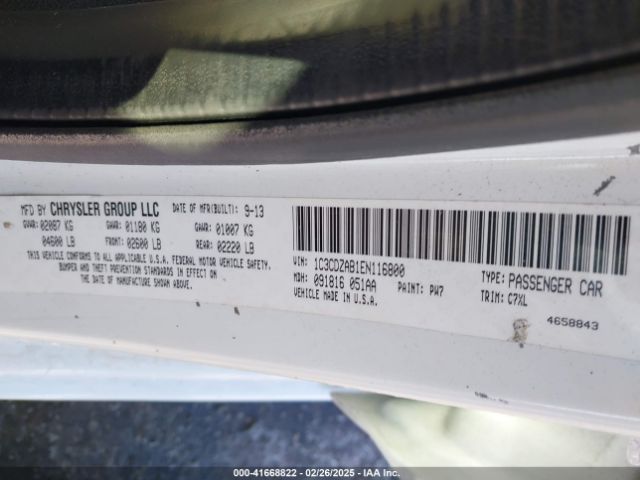 MFD BY CHRYSLER GROUP LLC DATE OF MFR(BUILT): 9-13
GVWR: 02087 KG GAWR: 01180 KG GAWR: 01007 KG
04600 LB FRONT: 02600 LB REAR: 02220 LB
THIS VEHICLE CONFORMS TO ALL APPLICABLE U.S.A. FEDERAL MOTOR VEHICLE SAFETY,
BUMPER AND THEFT PREVENTION STANDARDS IN EFFECT ON
THE DATE OF MANUFACTURE SHOWN ABOVE.
VIN: 1C3CDZAB1EN116800 TYPE: PASSENGER CAR
MDH: 091816 051AA PAINT: PW7 TRIM: C7XL
VEHICLE MADE IN U.S.A.
4658843
000-41668822 02/26/2025 IAA Inc.